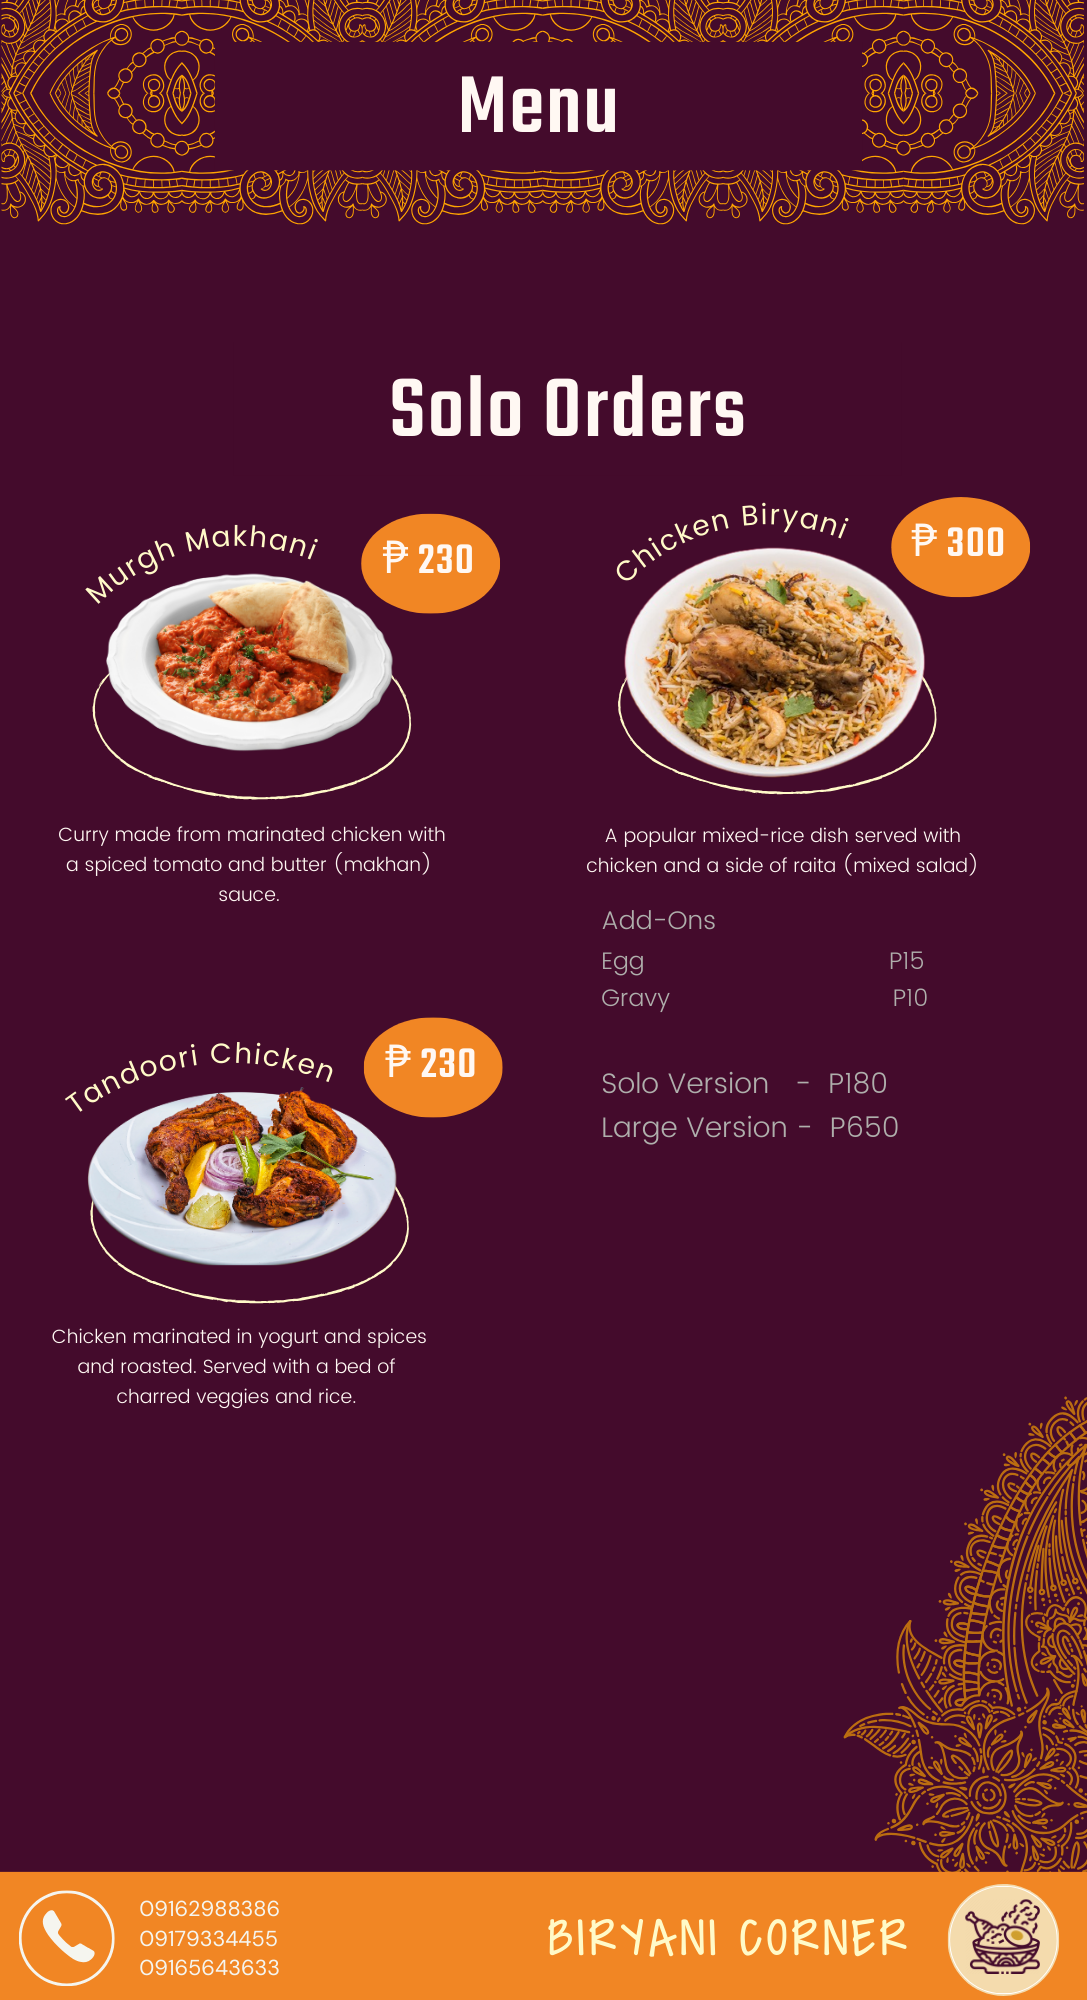 Menu
Solo Orders
Murgh Makhani
₱ 230
Curry made from marinated chicken with
a spiced tomato and butter (makhan)
sauce.
Chicken Biryani
₱ 300
A popular mixed-rice dish served with
chicken and a side of raita (mixed salad)
Add-Ons
Egg P15
Gravy P10
Solo Version - P180
Large Version - P650
Tandoori Chicken
₱ 230
Chicken marinated in yogurt and spices
and roasted. Served with a bed of
charred veggies and rice.
09162988386
09179334455
09165643633
BIRYANI CORNER